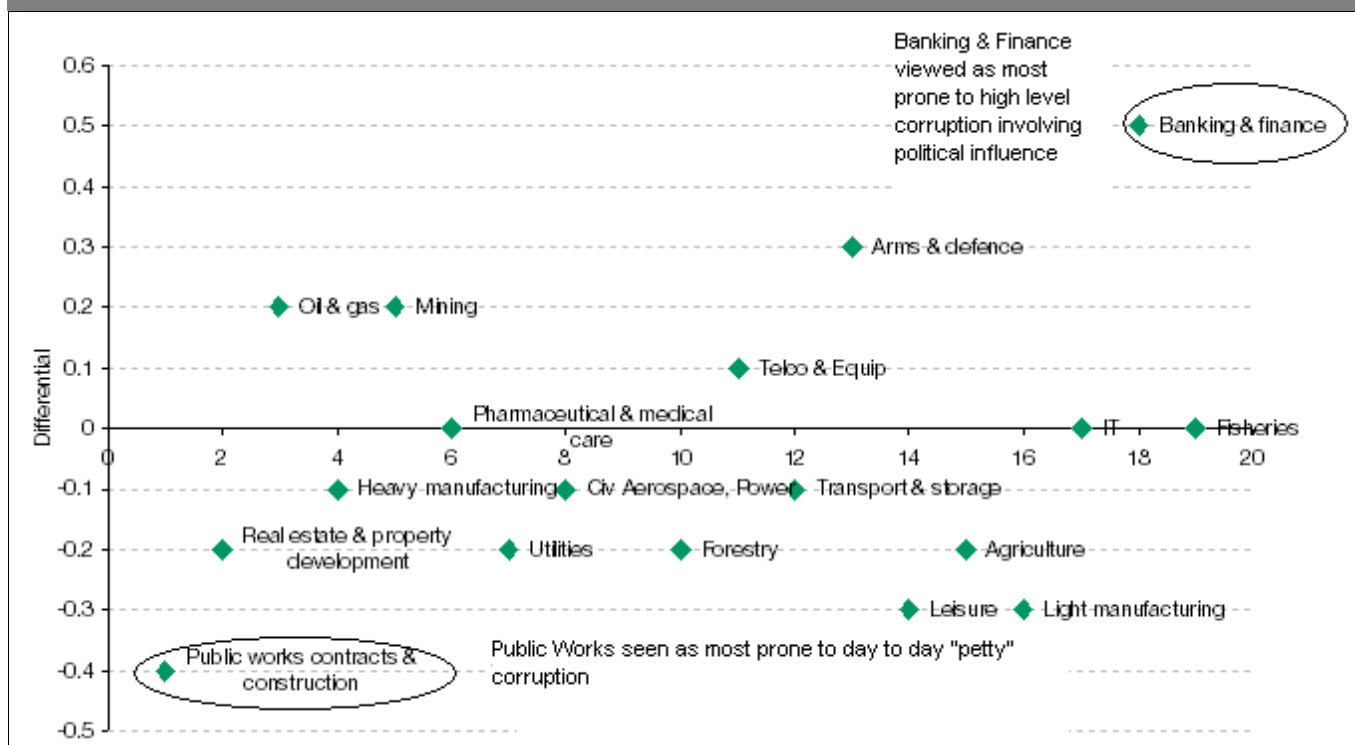 Banking & Finance
viewed as most
prone to high level
corruption involving
political influence
0.6
0.5
Banking & finance
0.4
0.3
Arms & defence
0.2
Oil & gas
Mining
0.1
Telco & Equip
Differential
0
Pharmaceutical & medical
care
IT
Fisheries
0 2 4 6 8 10 12 14 16 18 20
-0.1
Heavy manufacturing
Civ Aerospace, Power
Transport & storage
-0.2
Real estate & property
development
Utilities
Forestry
Agriculture
-0.3
Leisure
Light manufacturing
-0.4
Public works contracts &
construction
Public Works seen as most prone to day to day "petty"
corruption
-0.5